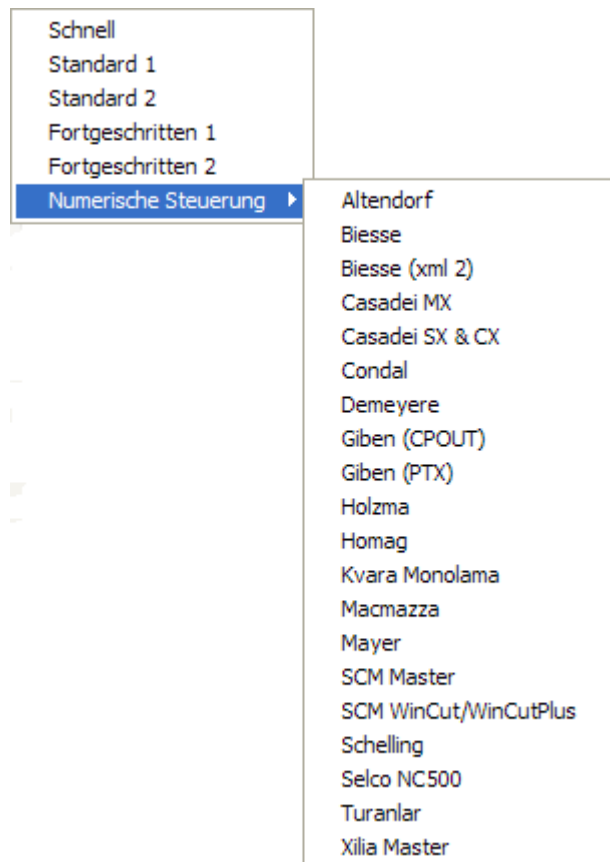 Schnell
Standard 1
Standard 2
Fortgeschritten 1
Fortgeschritten 2
Numerische Steuerung
Altendorf
Biesse
Biesse (xml 2)
Casadei MX
Casadei SX & CX
Condal
Demeyere
Giben (CPOUT)
Giben (PTX)
Holzma
Homag
Kvara Monolama
Macmazza
Mayer
SCM Master
SCM WinCut/WinCutPlus
Schelling
Selco NC500
Turanlar
Xilia Master